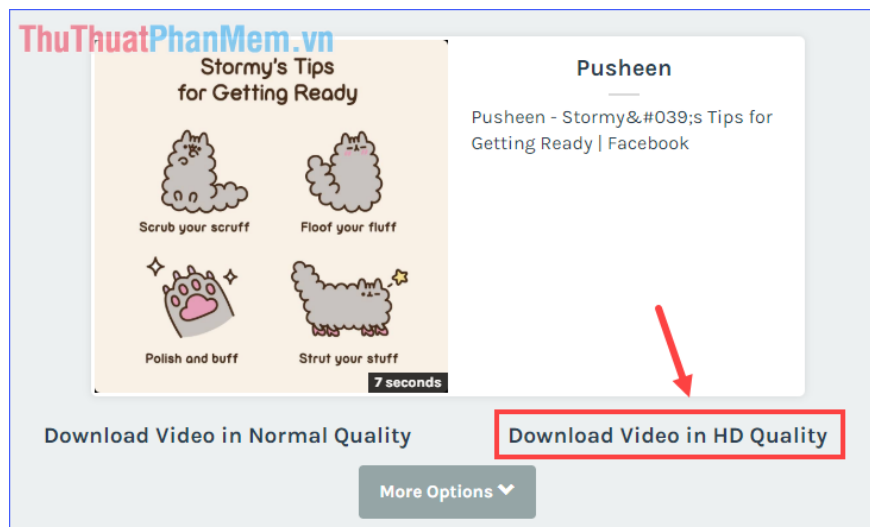 ThuThuatPhanMem.vn
Stormy's Tips
for Getting Ready
Scrub your scruff
Floof your fluff
Polish and buff
Strut your stuff
7 seconds
Pusheen
Pusheen - Stormy&#039;s Tips for
Getting Ready | Facebook
Download Video in Normal Quality
Download Video in HD Quality
More Options